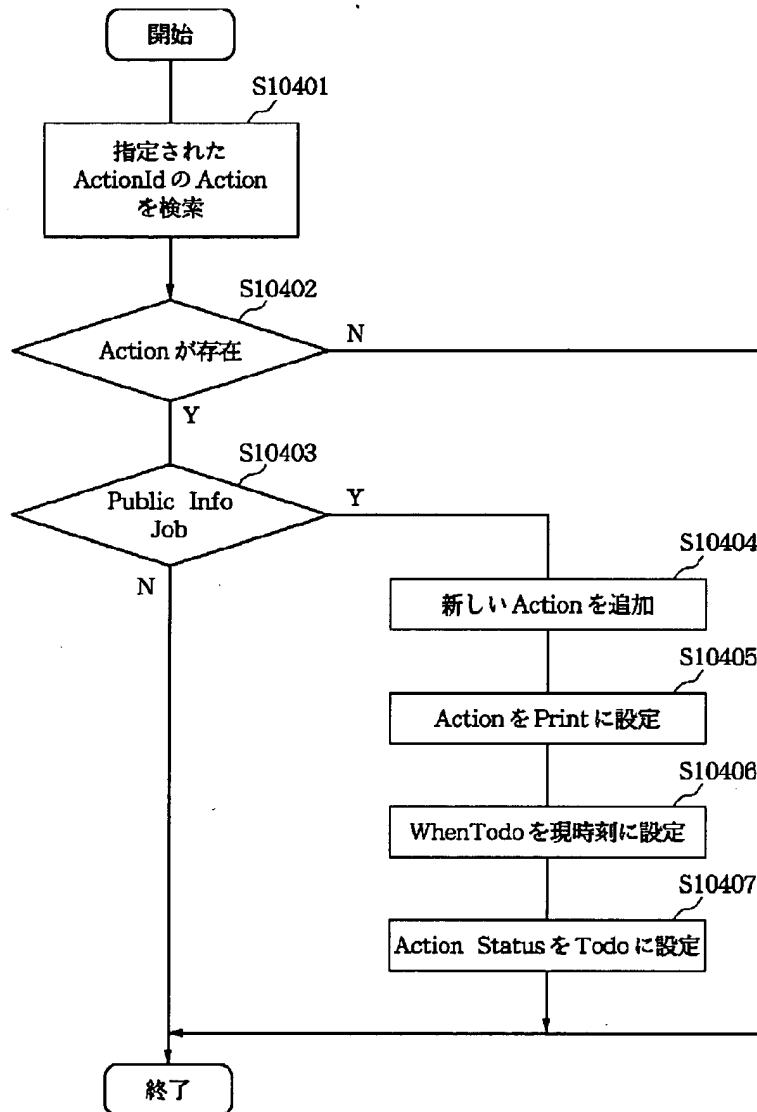 開始
S10401
指定された
ActionIdのAction
を検索
S10402
Actionが存在
N
Y
S10403
Public Info
Job
Y
N
S10404
新しいActionを追加
S10405
ActionをPrintに設定
S10406
WhenTodoを現時刻に設定
S10407
Action StatusをTodoに設定
終了